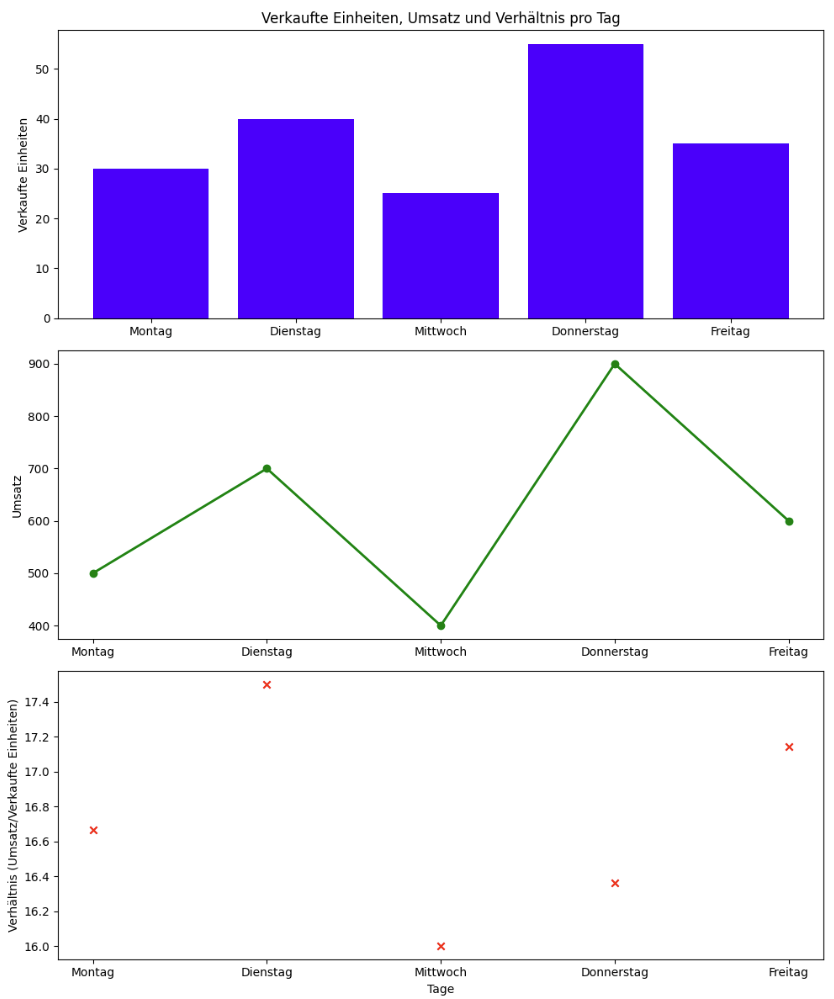 Verkaufte Einheiten, Umsatz und Verhältnis pro Tag
Verkaufte Einheiten
50
40
30
20
10
0
Montag Dienstag Mittwoch Donnerstag Freitag
Umsatz
900
800
700
600
500
400
Montag Dienstag Mittwoch Donnerstag Freitag
Verhältnis (Umsatz/Verkaufte Einheiten)
17.4
17.2
17.0
16.8
16.6
16.4
16.2
16.0
Montag Dienstag Mittwoch Donnerstag Freitag
Tage